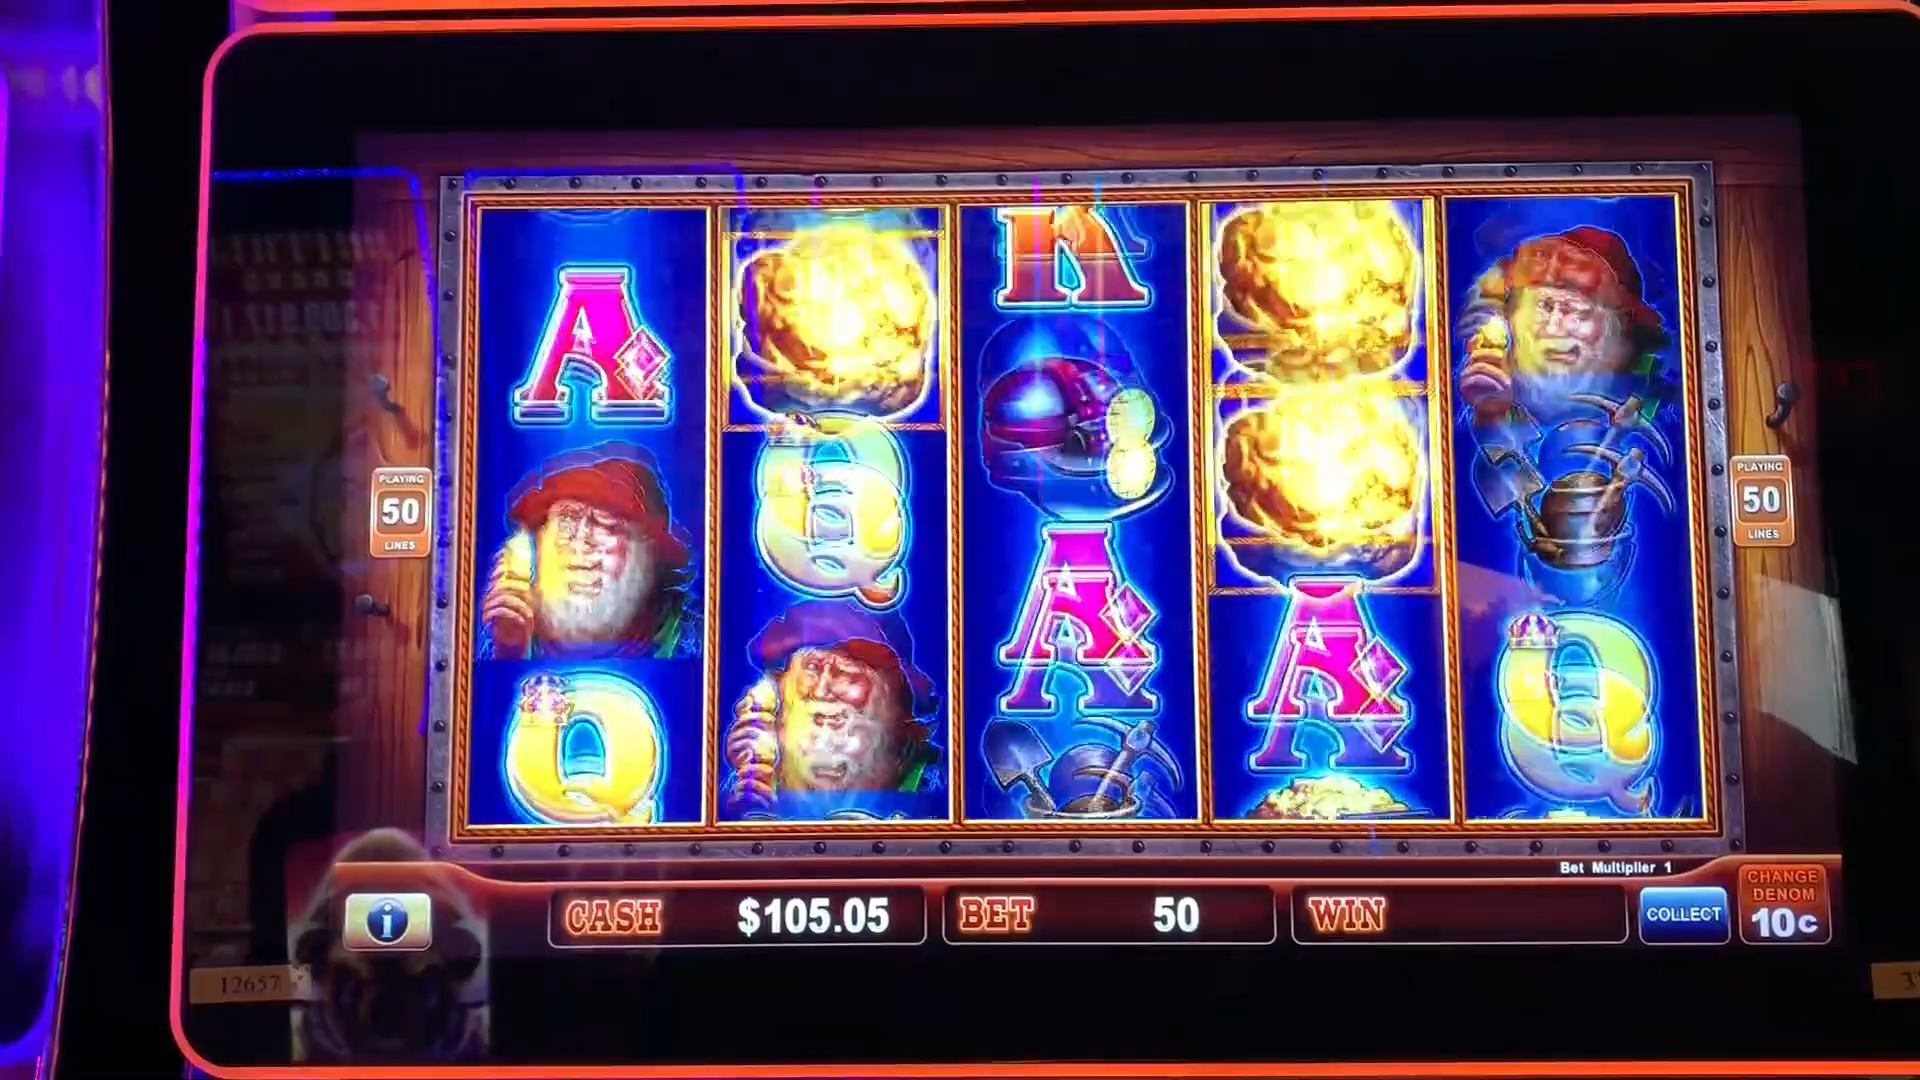 A
K
Q
A
A
Q
Q
PLAYING
50
LINES
PLAYING
50
LINES
Bet Multiplier 1
CASH $105.05
BET 50
WIN
COLLECT
CHANGE
DENOM
10¢
12657